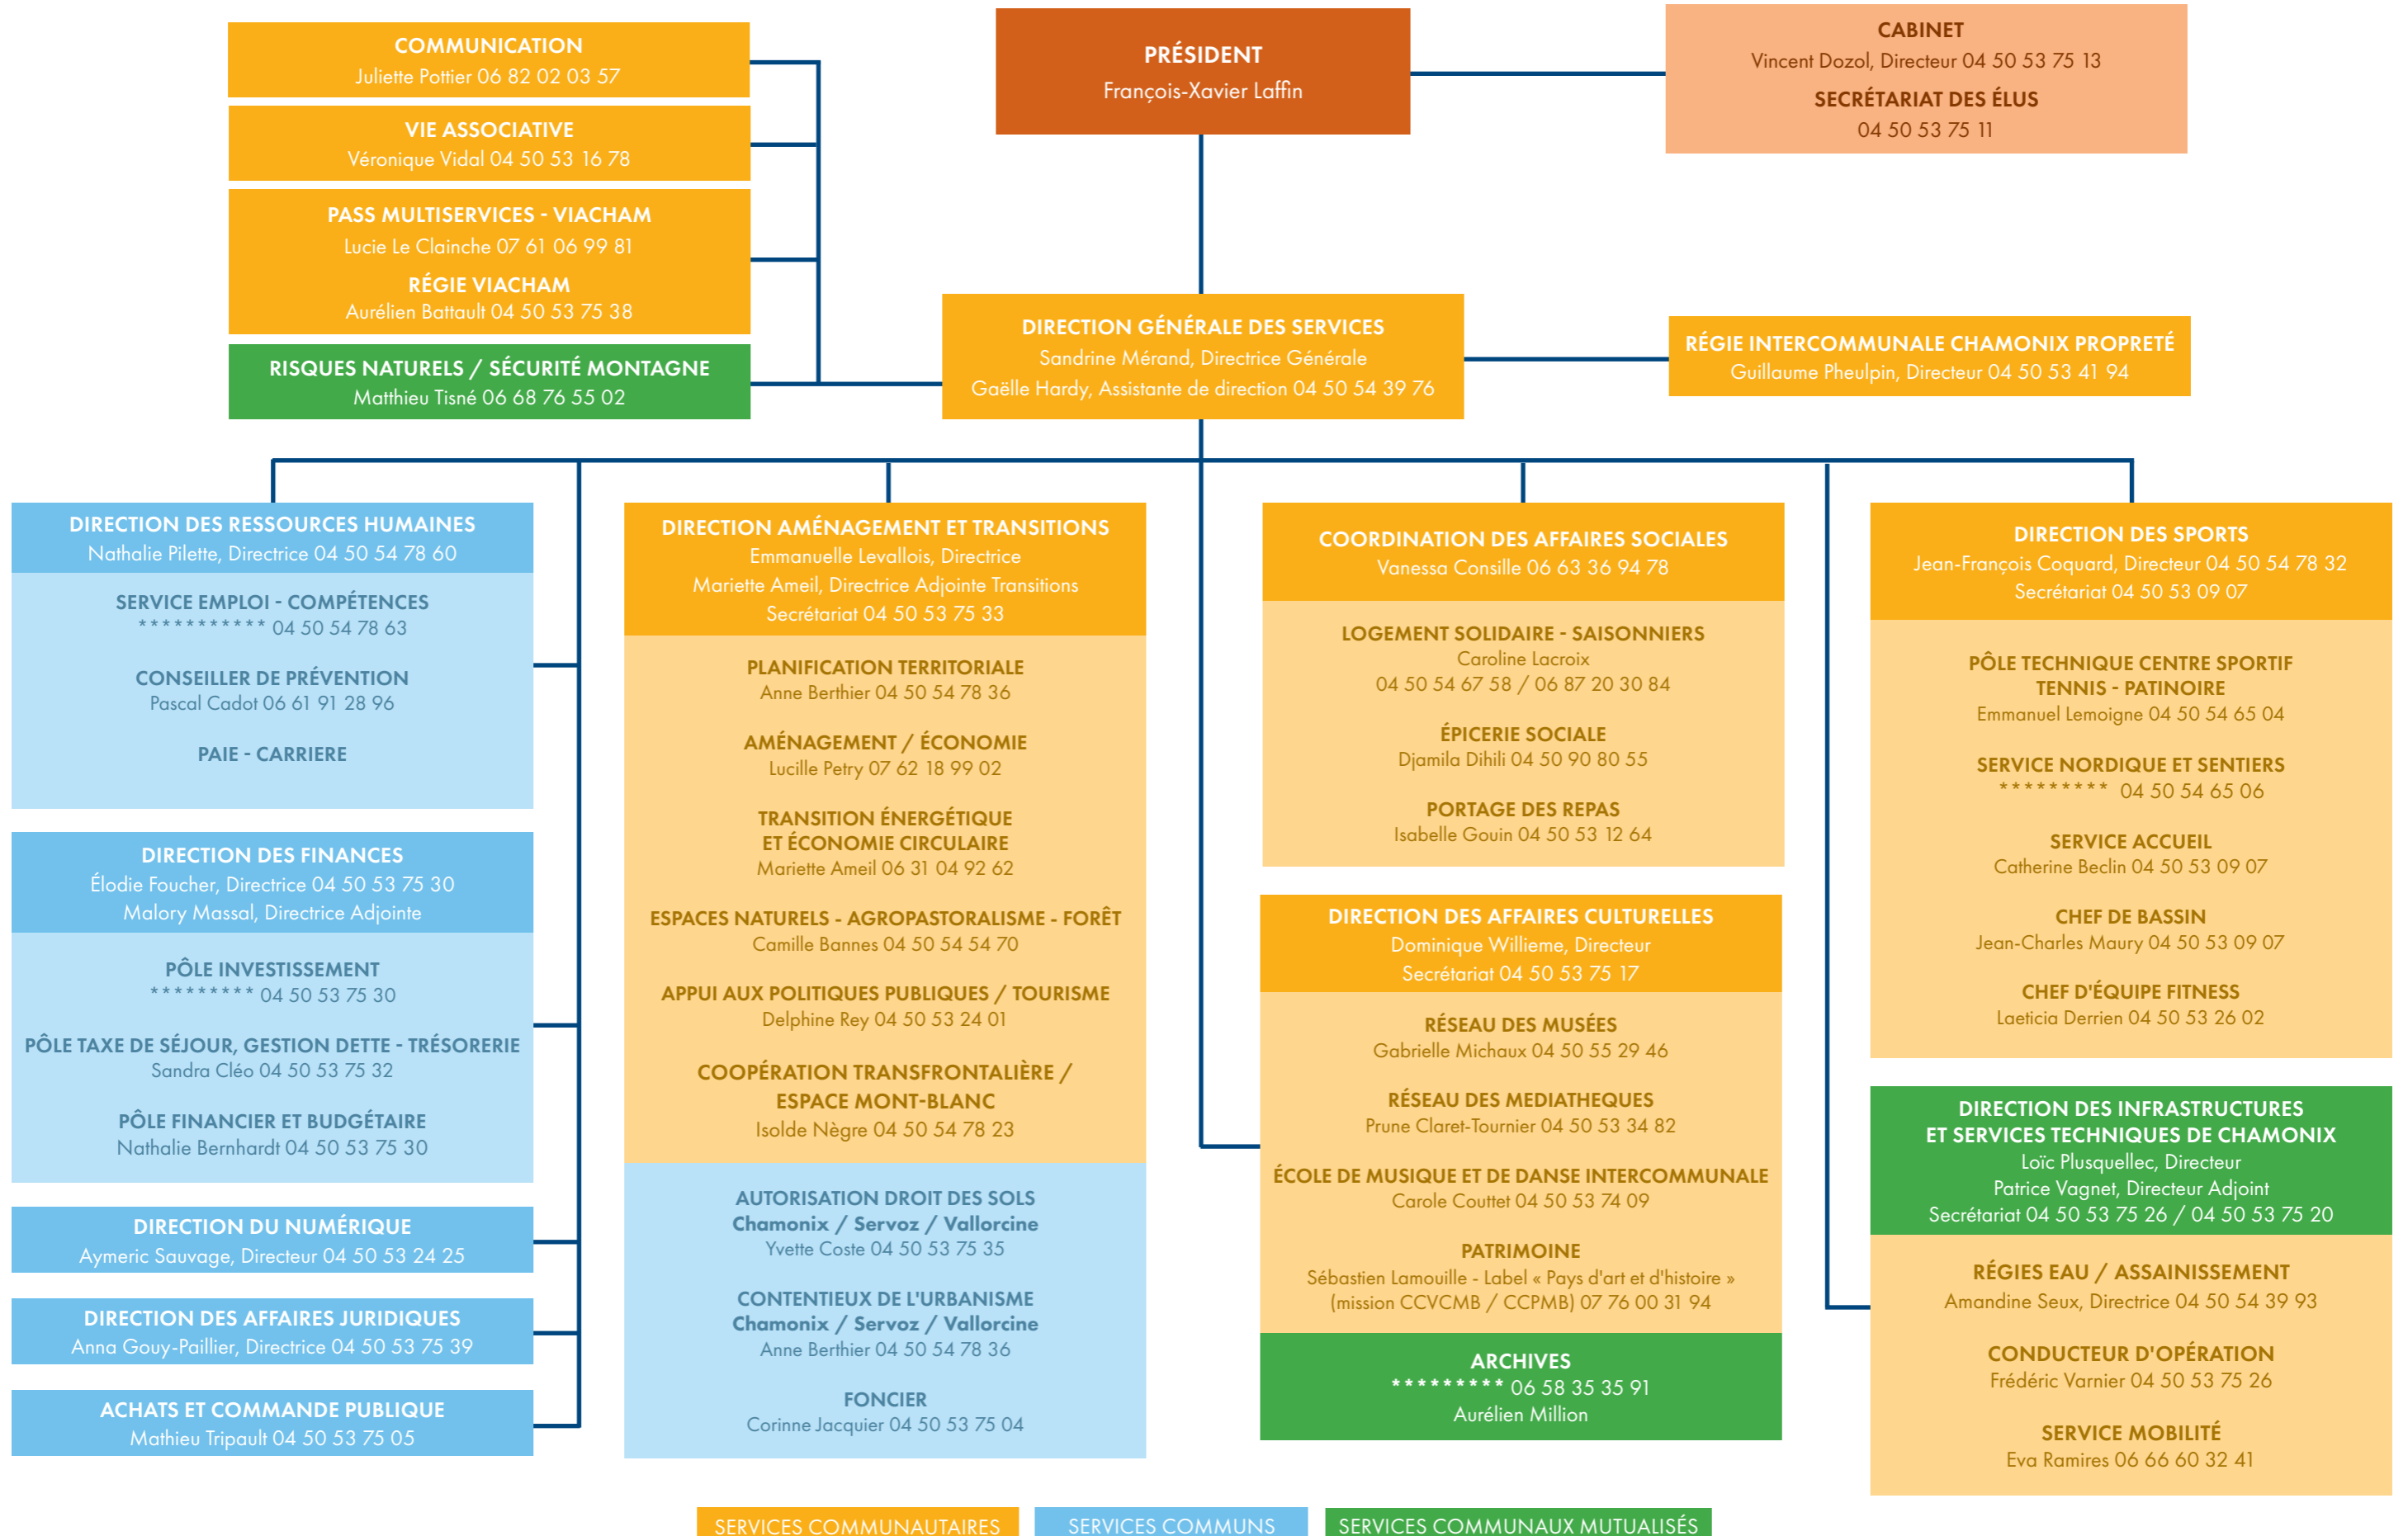 COMMUNICATION
Juliette Pottier 06 82 02 03 57
VIE ASSOCIATIVE
Véronique Vidal 04 50 53 16 78
PASS MULTISERVICES - VIACHAM
Lucie Le Clainche 07 61 06 99 81
RÉGIE VIACHAM
Aurélien Battault 04 50 53 75 38
RISQUES NATURELS / SÉCURITÉ MONTAGNE
Matthieu Tisné 06 68 76 55 02
PRÉSIDENT
François-Xavier Laffin
CABINET
Vincent Dozol, Directeur 04 50 53 75 13
SECRÉTARIAT DES ÉLUS
04 50 53 75 11
DIRECTION GÉNÉRALE DES SERVICES
Sandrine Mérand, Directrice Générale
Gaëlle Hardy, Assistante de direction 04 50 54 39 76
RÉGIE INTERCOMMUNALE CHAMONIX PROPRETÉ
Guillaume Pheulpin, Directeur 04 50 53 41 94
DIRECTION DES RESSOURCES HUMAINES
Nathalie Pilette, Directrice 04 50 54 78 60
SERVICE EMPLOI - COMPÉTENCES
*********** 04 50 54 78 63
CONSEILLER DE PRÉVENTION
Pascal Cadot 06 61 91 28 96
PAIE - CARRIERE
DIRECTION DES FINANCES
Élodie Foucher, Directrice 04 50 53 75 30
Malory Massal, Directrice Adjointe
PÔLE INVESTISSEMENT
********* 04 50 53 75 30
PÔLE TAXE DE SÉJOUR, GESTION DETTE - TRÉSORERIE
Sandra Cléo 04 50 53 75 32
PÔLE FINANCIER ET BUDGÉTAIRE
Nathalie Bernhardt 04 50 53 75 30
DIRECTION DU NUMÉRIQUE
Aymeric Sauvage, Directeur 04 50 53 24 25
DIRECTION DES AFFAIRES JURIDIQUES
Anna Gouy-Paillier, Directrice 04 50 53 75 39
ACHATS ET COMMANDE PUBLIQUE
Mathieu Tripault 04 50 53 75 05
DIRECTION AMÉNAGEMENT ET TRANSITIONS
Emmanuelle Levallois, Directrice
Mariette Ameil, Directrice Adjointe Transitions
Secrétariat 04 50 53 75 33
PLANIFICATION TERRITORIALE
Anne Berthier 04 50 54 78 36
AMÉNAGEMENT / ÉCONOMIE
Lucille Petry 07 62 18 99 02
TRANSITION ÉNERGÉTIQUE
ET ÉCONOMIE CIRCULAIRE
Mariette Ameil 06 31 04 92 62
ESPACES NATURELS - AGROPASTORALISME - FORÊT
Camille Bannes 04 50 54 54 70
APPUI AUX POLITIQUES PUBLIQUES / TOURISME
Delphine Rey 04 50 53 24 01
COOPÉRATION TRANSFRONTALIÈRE /
ESPACE MONT-BLANC
Isolde Nègre 04 50 54 78 23
AUTORISATION DROIT DES SOLS
Chamonix / Servoz / Vallorcine
Yvette Coste 04 50 53 75 35
CONTENTIEUX DE L'URBANISME
Chamonix / Servoz / Vallorcine
Anne Berthier 04 50 54 78 36
FONCIER
Corinne Jacquier 04 50 53 75 04
COORDINATION DES AFFAIRES SOCIALES
Vanessa Consille 06 63 36 94 78
LOGEMENT SOLIDAIRE - SAISONNIERS
Caroline Lacroix
04 50 54 67 58 / 06 87 20 30 84
ÉPICERIE SOCIALE
Djamila Dihili 04 50 90 80 55
PORTAGE DES REPAS
Isabelle Gouin 04 50 53 12 64
DIRECTION DES AFFAIRES CULTURELLES
Dominique Willieme, Directeur
Secrétariat 04 50 53 75 17
RÉSEAU DES MUSÉES
Gabrielle Michaux 04 50 55 29 46
RÉSEAU DES MEDIATHEQUES
Prune Claret-Tournier 04 50 53 34 82
ÉCOLE DE MUSIQUE ET DE DANSE INTERCOMMUNALE
Carole Couttet 04 50 53 74 09
PATRIMOINE
Sébastien Lamouille - Label « Pays d'art et d'histoire »
(mission CCVCMB / CCPMB) 07 76 00 31 94
ARCHIVES
********* 06 58 35 35 91
Aurélien Million
DIRECTION DES SPORTS
Jean-François Coquard, Directeur 04 50 54 78 32
Secrétariat 04 50 53 09 07
PÔLE TECHNIQUE CENTRE SPORTIF
TENNIS - PATINOIRE
Emmanuel Lemoigne 04 50 54 65 04
SERVICE NORDIQUE ET SENTIERS
********* 04 50 54 65 06
SERVICE ACCUEIL
Catherine Beclin 04 50 53 09 07
CHEF DE BASSIN
Jean-Charles Maury 04 50 53 09 07
CHEF D'ÉQUIPE FITNESS
Laeticia Derrien 04 50 53 26 02
DIRECTION DES INFRASTRUCTURES
ET SERVICES TECHNIQUES DE CHAMONIX
Loïc Plusquellec, Directeur
Patrice Vagnet, Directeur Adjoint
Secrétariat 04 50 53 75 26 / 04 50 53 75 20
RÉGIES EAU / ASSAINISSEMENT
Amandine Seux, Directrice 04 50 54 39 93
CONDUCTEUR D'OPÉRATION
Frédéric Varnier 04 50 53 75 26
SERVICE MOBILITÉ
Eva Ramires 06 66 60 32 41
SERVICES COMMUNAUTAIRES
SERVICES COMMUNS
SERVICES COMMUNAUX MUTUALISÉS